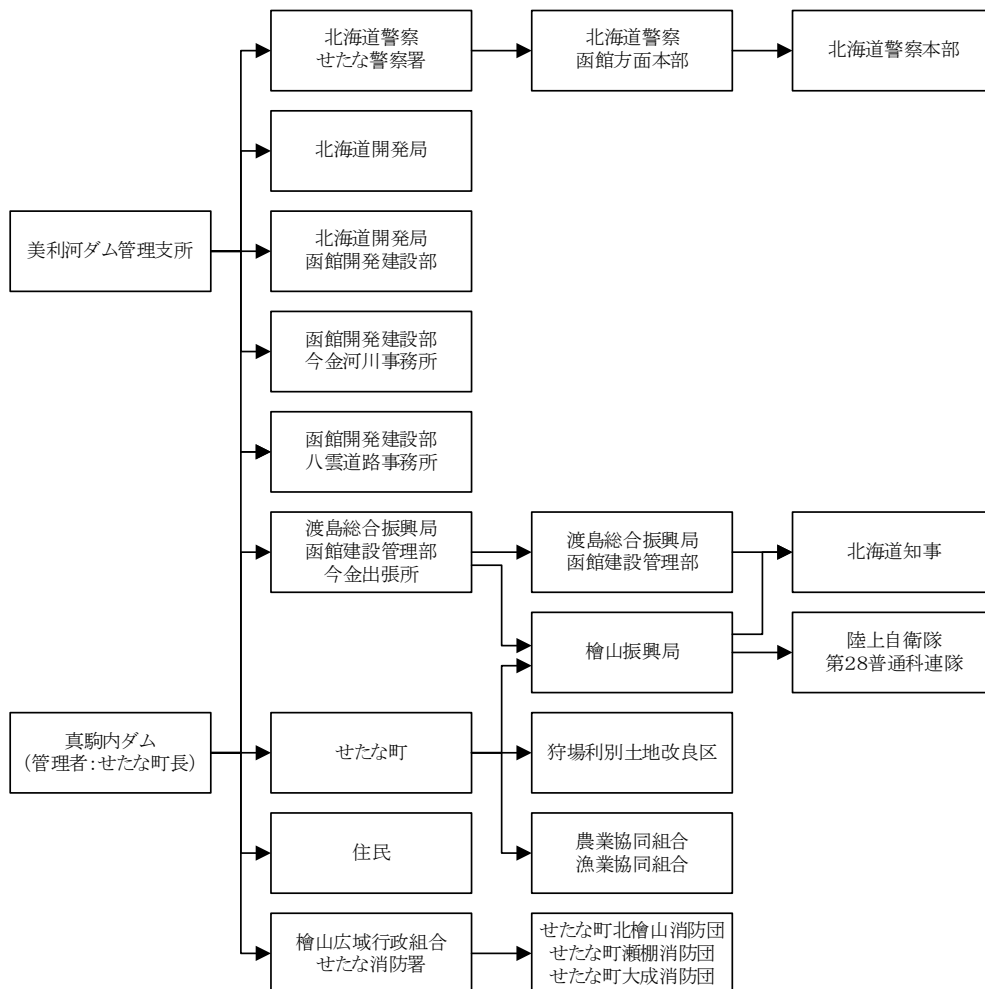 北海道警察
せたな警察署
北海道警察
函館方面本部
北海道警察本部
北海道開発局
美利河ダム管理支所
北海道開発局
函館開発建設部
函館開発建設部
今金河川事務所
函館開発建設部
八雲道路事務所
渡島総合振興局
函館建設管理部
今金出張所
渡島総合振興局
函館建設管理部
北海道知事
檜山振興局
陸上自衛隊
第28普通科連隊
真駒内ダム
(管理者：せたな町長)
せたな町
狩場利別土地改良区
住民
農業協同組合
漁業協同組合
檜山広域行政組合
せたな消防署
せたな町北檜山消防団
せたな町瀬棚消防団
せたな町大成消防団